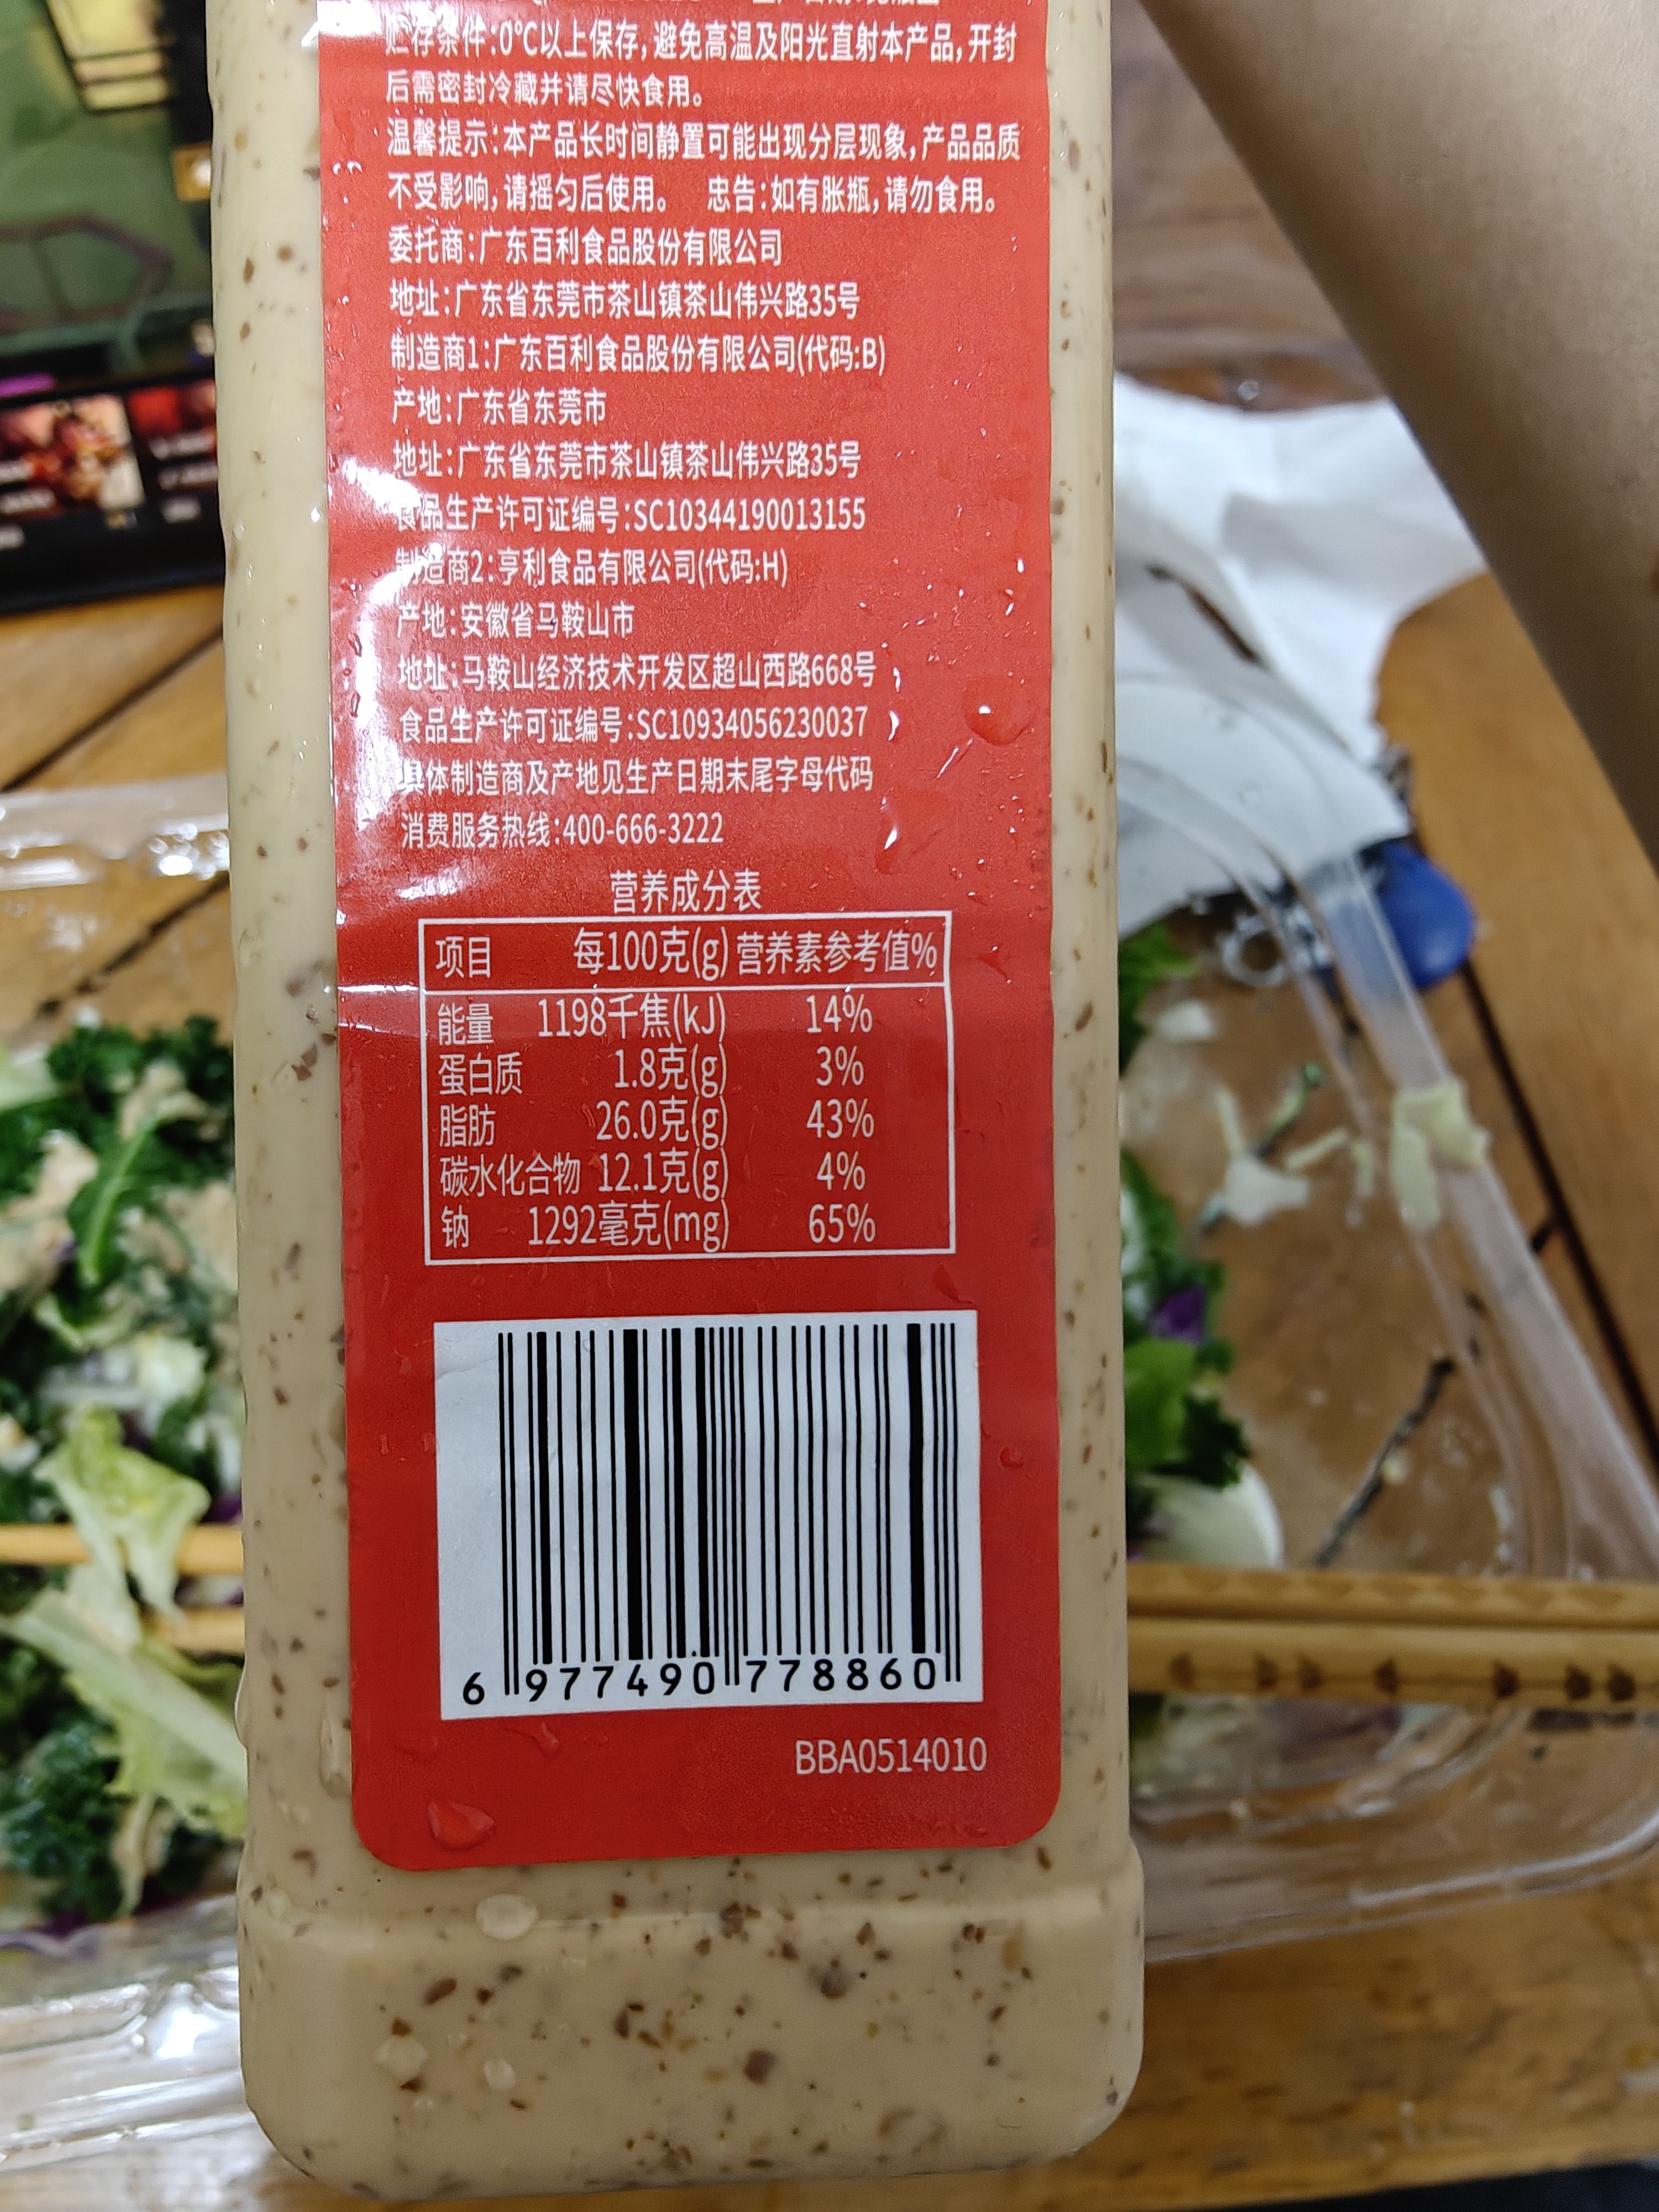 贮存条件:0℃以上保存,避免高温及阳光直射本产品,开封
后需密封冷藏并请尽快食用。
温馨提示:本产品长时间静置可能出现分层现象,产品品质
不受影响,请摇匀后使用。 忠告:如有胀瓶,请勿食用。
委托商:广东百利食品股份有限公司
地址:广东省东莞市茶山镇茶山伟兴路35号
制造商1:广东百利食品股份有限公司(代码:B)
产地:广东省东莞市
地址:广东省东莞市茶山镇茶山伟兴路35号
食品生产许可证编号:SC10344190013155
制造商2:亨利食品有限公司(代码:H)
产地:安徽省马鞍山市
地址:马鞍山经济技术开发区超山西路668号
食品生产许可证编号:SC10934056230037
具体制造商及产地见生产日期末尾字母代码
消费服务热线:400-666-3222
营养成分表
项目 每100克(g) 营养素参考值%
能量 1198千焦(kJ) 14%
蛋白质 1.8克(g) 3%
脂肪 26.0克(g) 43%
碳水化合物 12.1克(g) 4%
钠 1292毫克(mg) 65%
6 977490 778860
BBA0514010